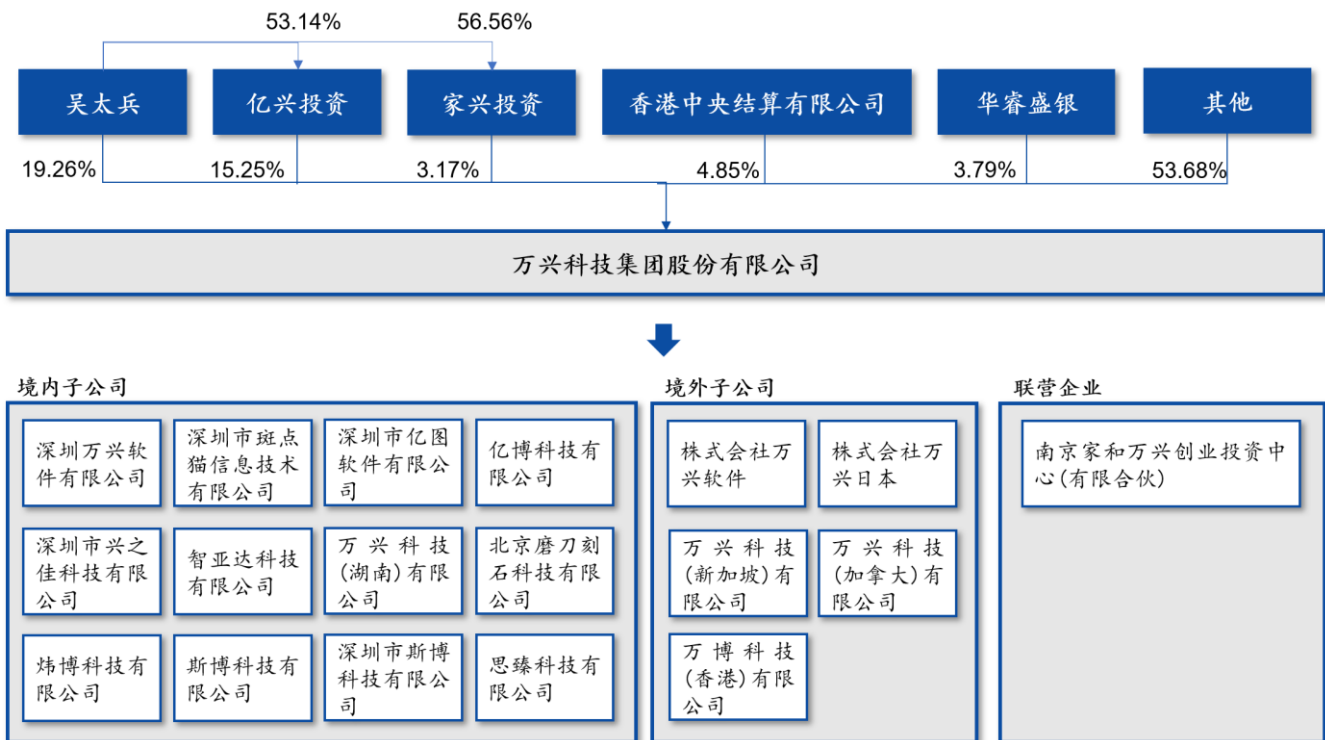 53.14%
56.56%
吴太兵
亿兴投资
家兴投资
香港中央结算有限公司
华睿盛银
其他
19.26%
15.25%
3.17%
4.85%
3.79%
53.68%
万兴科技集团股份有限公司
境内子公司
深圳万兴软
件有限公司
深圳市斑点
猫信息技术
有限公司
深圳市亿图
软件有限公
司
亿博科技有
限公司
深圳市兴之
佳科技有限
公司
智亚达科技
有限公司
万兴科技
(湖南)有限
公司
北京磨刀刻
石科技有限
公司
炜博科技有
限公司
斯博科技有
限公司
深圳市斯博
科技有限公
司
思臻科技有
限公司
境外子公司
株式会社万
兴软件
株式会社万
兴日本
万兴科技
(新加坡)有
限公司
万兴科技
(加拿大)有
限公司
万博科技
(香港)有限
公司
联营企业
南京家和万兴创业投资中
心(有限合伙)